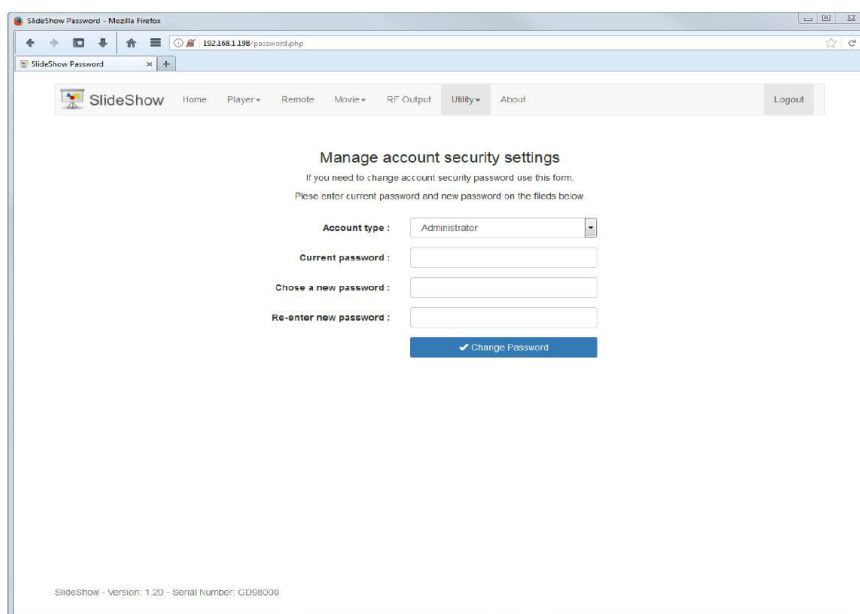 SlideShow Password - Mozilla Firefox
192.168.1.198/password.php
SlideShow Password
SlideShow Home Player Remote Movie RF Output Utility About Logout
Manage account security settings
If you need to change account security password use this form.
Plese enter current password and new password on the fileds below.
Account type : Administrator
Current password :
Chose a new password :
Re-enter new password :
Change Password
SlideShow - Version: 1.20 - Serial Number: GD98000